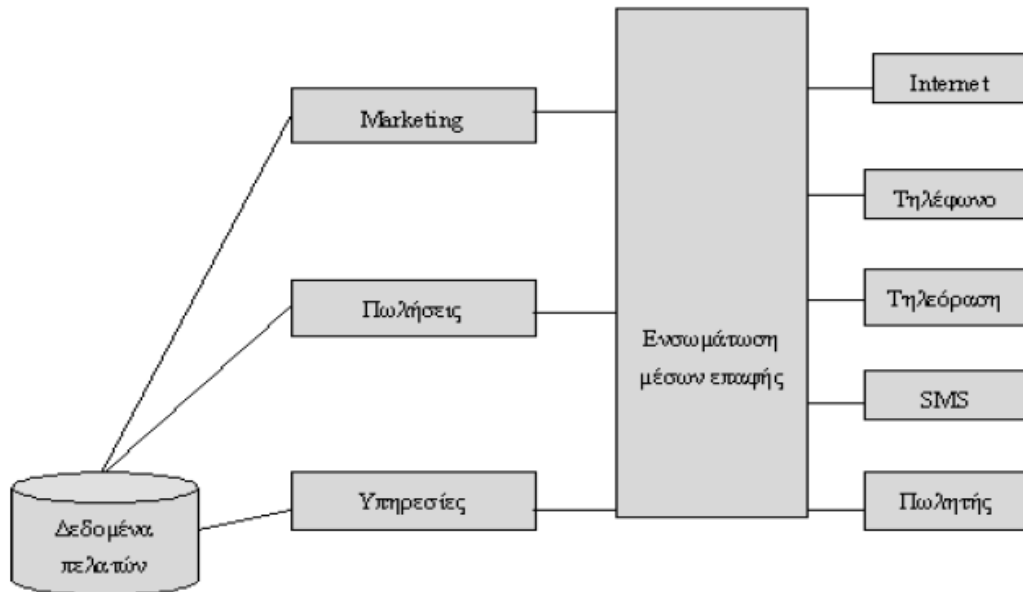 Marketing
Πωλήσεις
Υπηρεσίες
Δεδομένα
πελατών
Ενσωμάτωση
μέσων επαφής
Internet
Τηλέφωνο
Τηλεόραση
SMS
Πωλητής